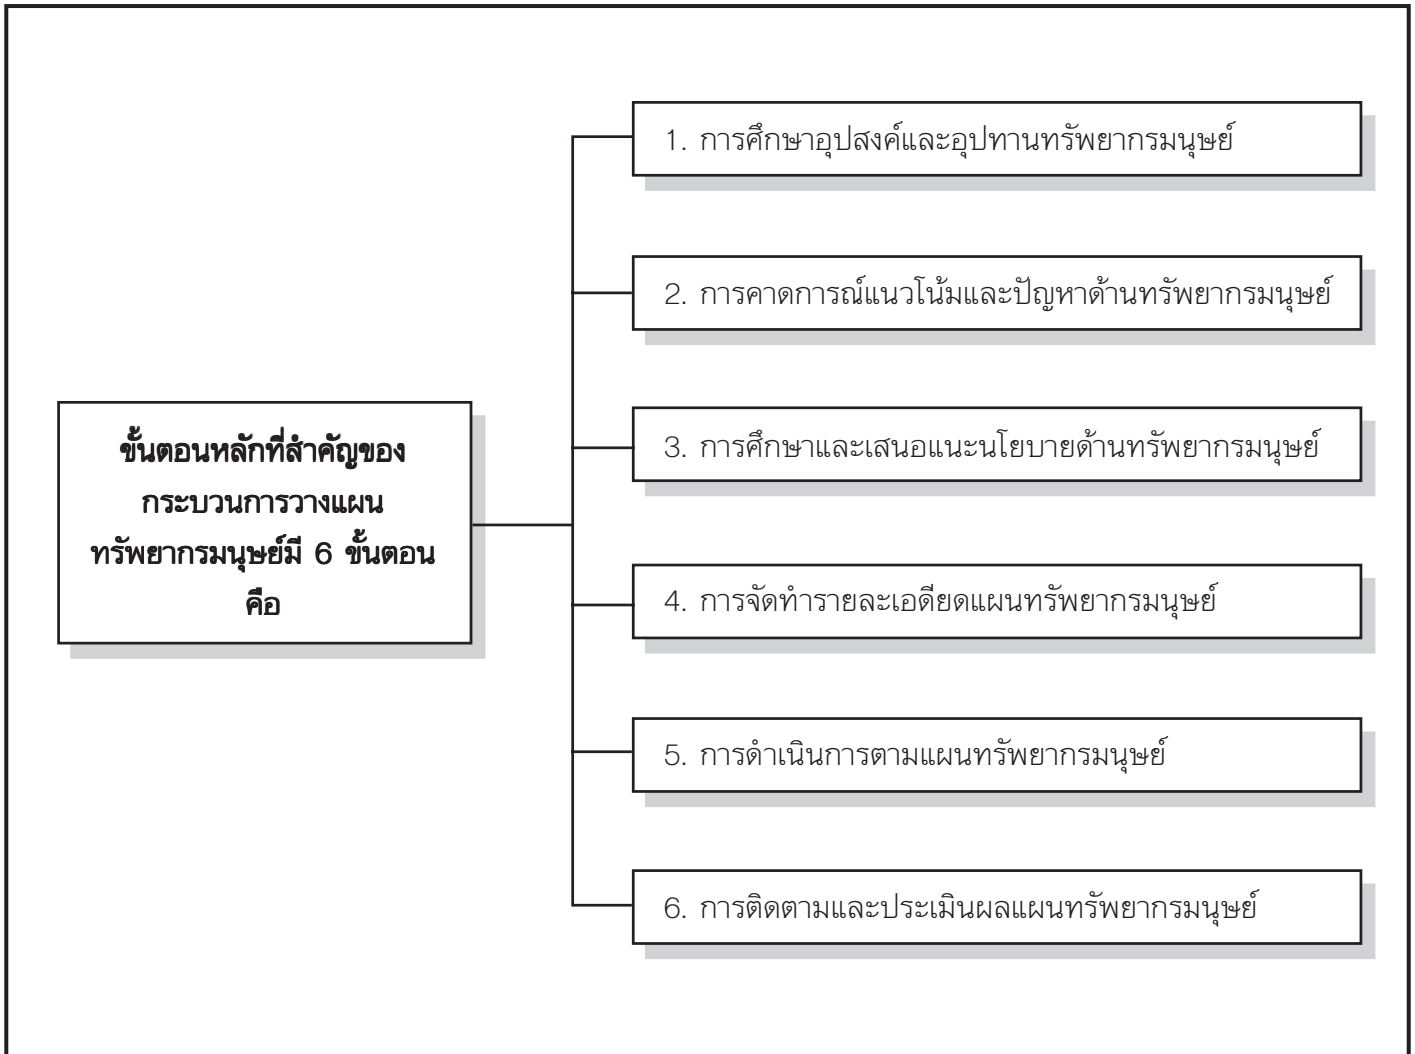 ขั้นตอนหลักที่สำคัญของ
กระบวนการวางแผน
ทรัพยากรมนุษย์มี 6 ขั้นตอน
คือ
1. การศึกษาอุปสงค์และอุปทานทรัพยากรมนุษย์
2. การคาดการณ์แนวโน้มและปัญหาด้านทรัพยากรมนุษย์
3. การศึกษาและเสนอแนะนโยบายด้านทรัพยากรมนุษย์
4. การจัดทำรายละเอดียดแผนทรัพยากรมนุษย์
5. การดำเนินการตามแผนทรัพยากรมนุษย์
6. การติดตามและประเมินผลแผนทรัพยากรมนุษย์